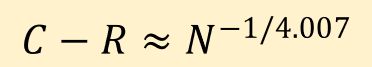 C − R ≈ N^{−1/4.007}